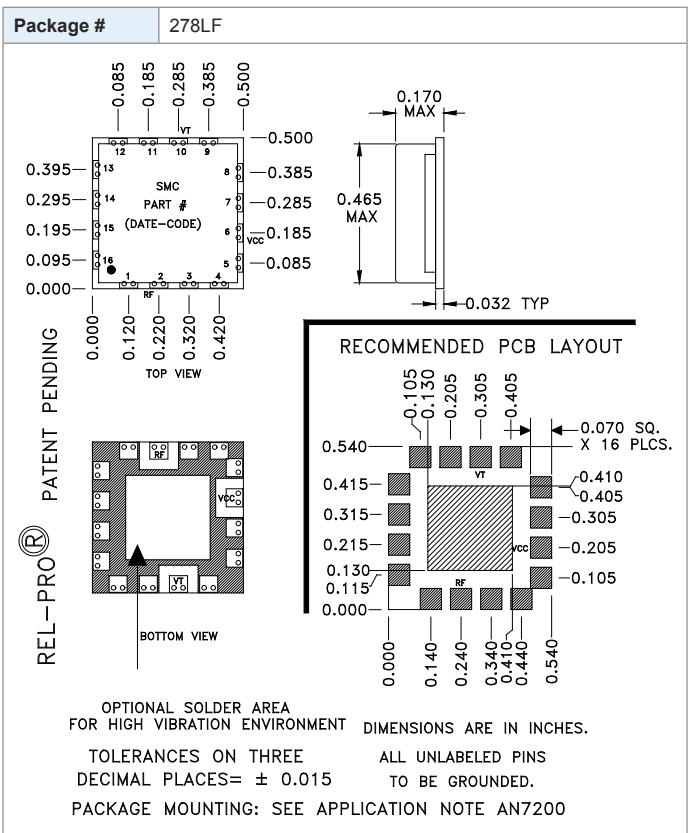 Package # 278LF
0.085 0.185 0.285 0.385 0.500
0.170
MAX
VT
12 11 10 9
0.500
0.395 13
8 0.385
SMC
0.295 14
PART #
7 0.285
0.465
MAX
0.195 15
(DATE-CODE)
6 VCC 0.185
0.095 16
5 0.085
0.000
1 2 3 4
RF
0.032 TYP
0.000 0.120 0.220 0.320 0.420
TOP VIEW
REL-PRO® PATENT PENDING
RF
VCC
VT
BOTTOM VIEW
OPTIONAL SOLDER AREA
FOR HIGH VIBRATION ENVIRONMENT
RECOMMENDED PCB LAYOUT
0.105 0.130 0.205 0.305 0.405
0.070 SQ.
X 16 PLCS.
0.540
VT
0.415
0.410
0.405
0.315
0.305
0.215
VCC
0.205
0.130
0.115
0.105
RF
0.000
0.000 0.140 0.240 0.340 0.410 0.440 0.540
DIMENSIONS ARE IN INCHES.
TOLERANCES ON THREE
DECIMAL PLACES= ± 0.015
ALL UNLABELED PINS
TO BE GROUNDED.
PACKAGE MOUNTING: SEE APPLICATION NOTE AN7200